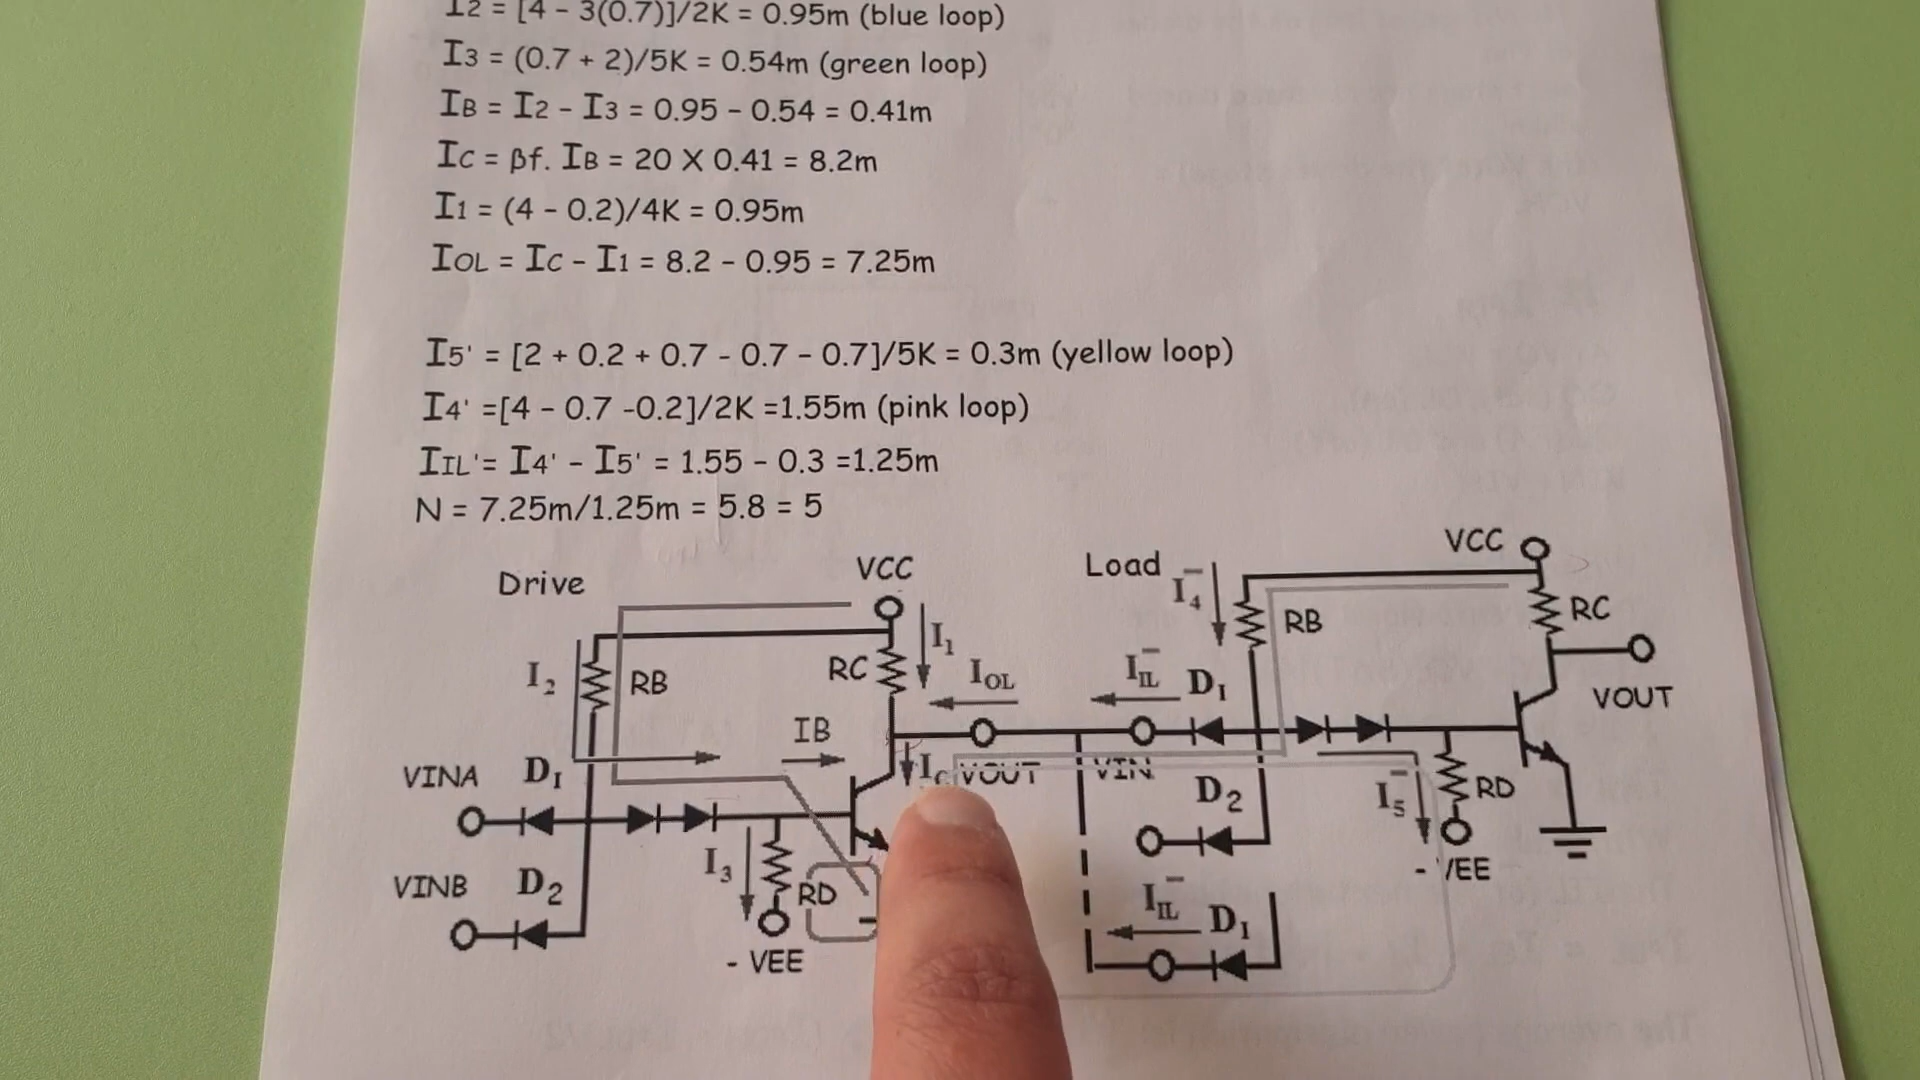 I2 = [4 - 3(0.7)]/2K = 0.95m (blue loop)
I3 = (0.7 + 2)/5K = 0.54m (green loop)
IB = I2 - I3 = 0.95 - 0.54 = 0.41m
IC = βf. IB = 20 X 0.41 = 8.2m
I1 = (4 - 0.2)/4K = 0.95m
IOL = IC - I1 = 8.2 - 0.95 = 7.25m
I5' = [2 + 0.2 + 0.7 - 0.7 - 0.7]/5K = 0.3m (yellow loop)
I4' =[4 - 0.7 -0.2]/2K =1.55m (pink loop)
IIL'= I4' - I5' = 1.55 - 0.3 =1.25m
N = 7.25m/1.25m = 5.8 = 5
Drive
VCC
I2
RB
RC
I1
IOL
IB
IC
VOUT
VINA
D1
VINB
D2
I3
RD
- VEE
Load
VCC
I4
RB
RC
IIL
D1
VOUT
VIN
D2
I5
RD
- VEE
IIL
D1